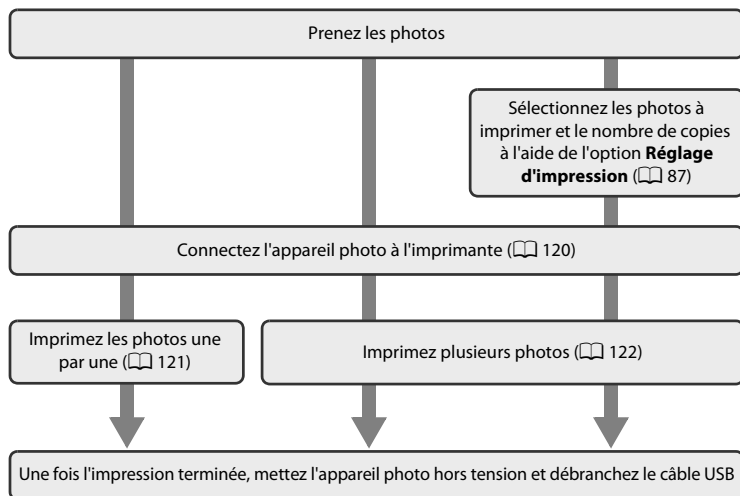 Prenez les photos
Sélectionnez les photos à
imprimer et le nombre de copies
à l'aide de l'option Réglage
d'impression (📖 87)
Connectez l'appareil photo à l'imprimante (📖 120)
Imprimez les photos une
par une (📖 121)
Imprimez plusieurs photos (📖 122)
Une fois l'impression terminée, mettez l'appareil photo hors tension et débranchez le câble USB